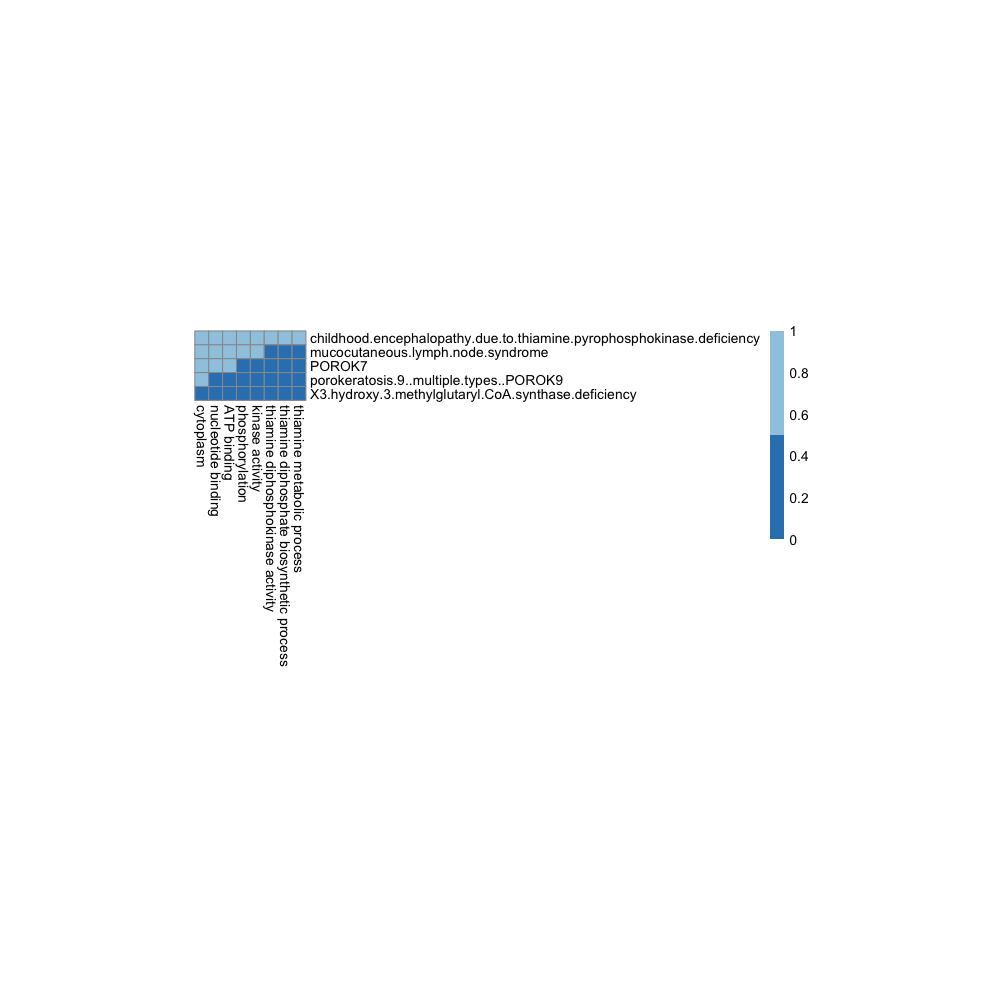 childhood.encephalopathy.due.to.thiamine.pyrophosphokinase.deficiency
mucocutaneous.lymph.node.syndrome
POROK7
porokeratosis.9..multiple.types..POROK9
X3.hydroxy.3.methylglutaryl.CoA.synthase.deficiency
cytoplasm
nucleotide binding
ATP binding
phosphorylation
kinase activity
thiamine diphosphokinase activity
thiamine diphosphate biosynthetic process
thiamine metabolic process
1
0.8
0.6
0.4
0.2
0